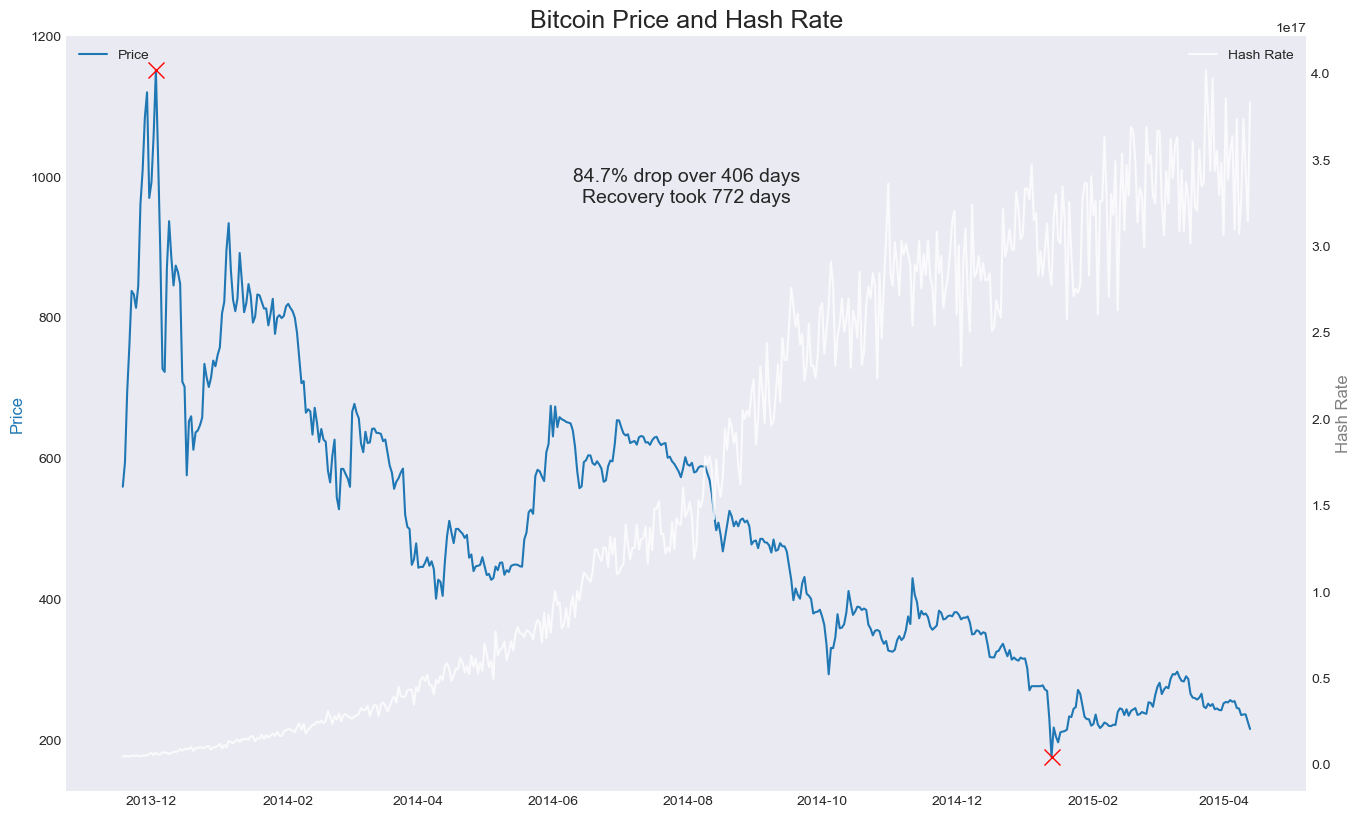 Bitcoin Price and Hash Rate
1e17
1200
1000
800
600
400
200
Price
Price
Hash Rate
84.7% drop over 406 days
Recovery took 772 days
4.0
3.5
3.0
2.5
2.0
1.5
1.0
0.5
0.0
Hash Rate
2013-12 2014-02 2014-04 2014-06 2014-08 2014-10 2014-12 2015-02 2015-04